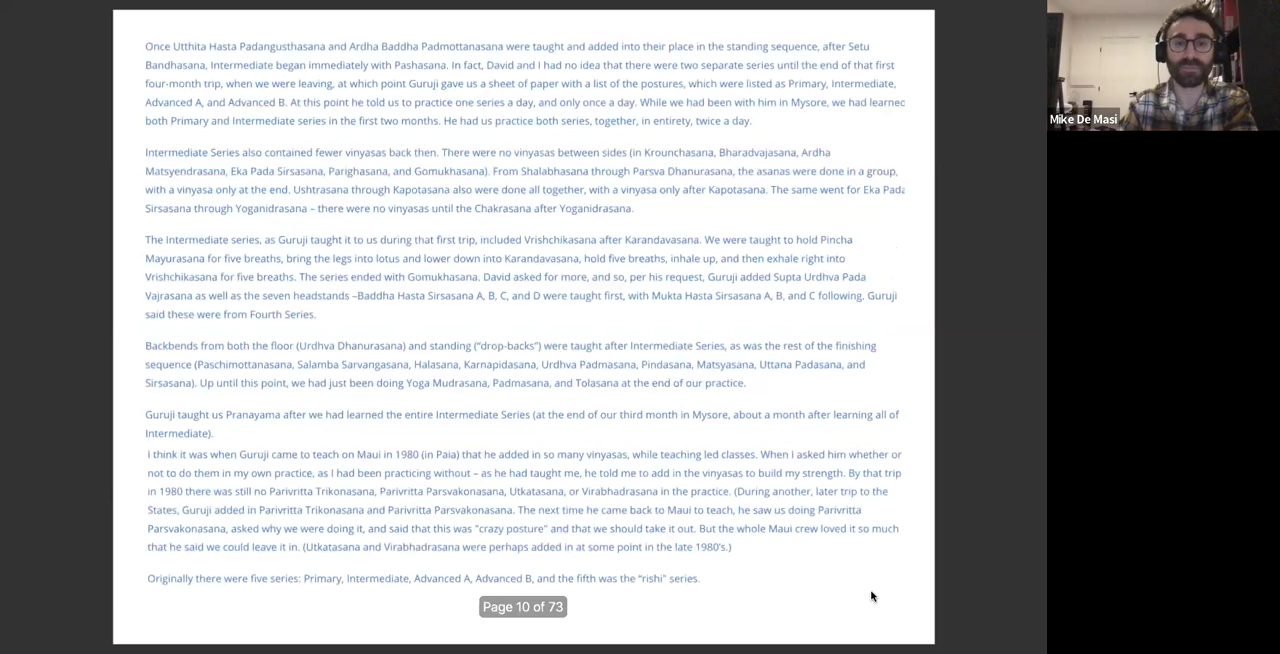 Once Utthita Hasta Padangusthasana and Ardha Baddha Padmottanasana were taught and added into their place in the standing sequence, after Setu
Bandhasana, Intermediate began immediately with Pashasana. In fact, David and I had no idea that there were two separate series until the end of that first
four-month trip, when we were leaving, at which point Guruji gave us a sheet of paper with a list of the postures, which were listed as Primary, Intermediate,
Advanced A, and Advanced B. At this point he told us to practice one series a day, and only once a day. While we had been with him in Mysore, we had learned
both Primary and Intermediate series in the first two months. He had us practice both series, together, in entirety, twice a day.
Intermediate Series also contained fewer vinyasas back then. There were no vinyasas between sides (in Krounchasana, Bharadvajasana, Ardha
Matsyendrasana, Eka Pada Sirsasana, Parighasana, and Gomukhasana). From Shalabhasana through Parsva Dhanurasana, the asanas were done in a group,
with a vinyasa only at the end. Ushtrasana through Kapotasana also were done all together, with a vinyasa only after Kapotasana. The same went for Eka Pada
Sirsasana through Yoganidrasana – there were no vinyasas until the Chakrasana after Yoganidrasana.
The Intermediate series, as Guruji taught it to us during that first trip, included Vrishchikasana after Karandavasana. We were taught to hold Pincha
Mayurasana for five breaths, bring the legs into lotus and lower down into Karandavasana, hold five breaths, inhale up, and then exhale right into
Vrishchikasana for five breaths. The series ended with Gomukhasana. David asked for more, and so, per his request, Guruji added Supta Urdhva Pada
Vajrasana as well as the seven headstands –Baddha Hasta Sirsasana A, B, C, and D were taught first, with Mukta Hasta Sirsasana A, B, and C following. Guruji
said these were from Fourth Series.
Backbends from both the floor (Urdhva Dhanurasana) and standing ("drop-backs") were taught after Intermediate Series, as was the rest of the finishing
sequence (Paschimottanasana, Salamba Sarvangasana, Halasana, Karnapidasana, Urdhva Padmasana, Pindasana, Matsyasana, Uttana Padasana, and
Sirsasana). Up until this point, we had just been doing Yoga Mudrasana, Padmasana, and Tolasana at the end of our practice.
Guruji taught us Pranayama after we had learned the entire Intermediate Series (at the end of our third month in Mysore, about a month after learning all of
Intermediate).
I think it was when Guruji came to teach on Maui in 1980 (in Paia) that he added in so many vinyasas, while teaching led classes. When I asked him whether or
not to do them in my own practice, as I had been practicing without – as he had taught me, he told me to add in the vinyasas to build my strength. By that trip
in 1980 there was still no Parivritta Trikonasana, Parivritta Parsvakonasana, Utkatasana, or Virabhadrasana in the practice. (During another, later trip to the
States, Guruji added in Parivritta Trikonasana and Parivritta Parsvakonasana. The next time he came back to Maui to teach, he saw us doing Parivritta
Parsvakonasana, asked why we were doing it, and said that this was "crazy posture" and that we should take it out. But the whole Maui crew loved it so much
that he said we could leave it in. (Utkatasana and Virabhadrasana were perhaps added in at some point in the late 1980's.)
Originally there were five series: Primary, Intermediate, Advanced A, Advanced B, and the fifth was the "rishi" series.
Page 10 of 73
Mike De Masi